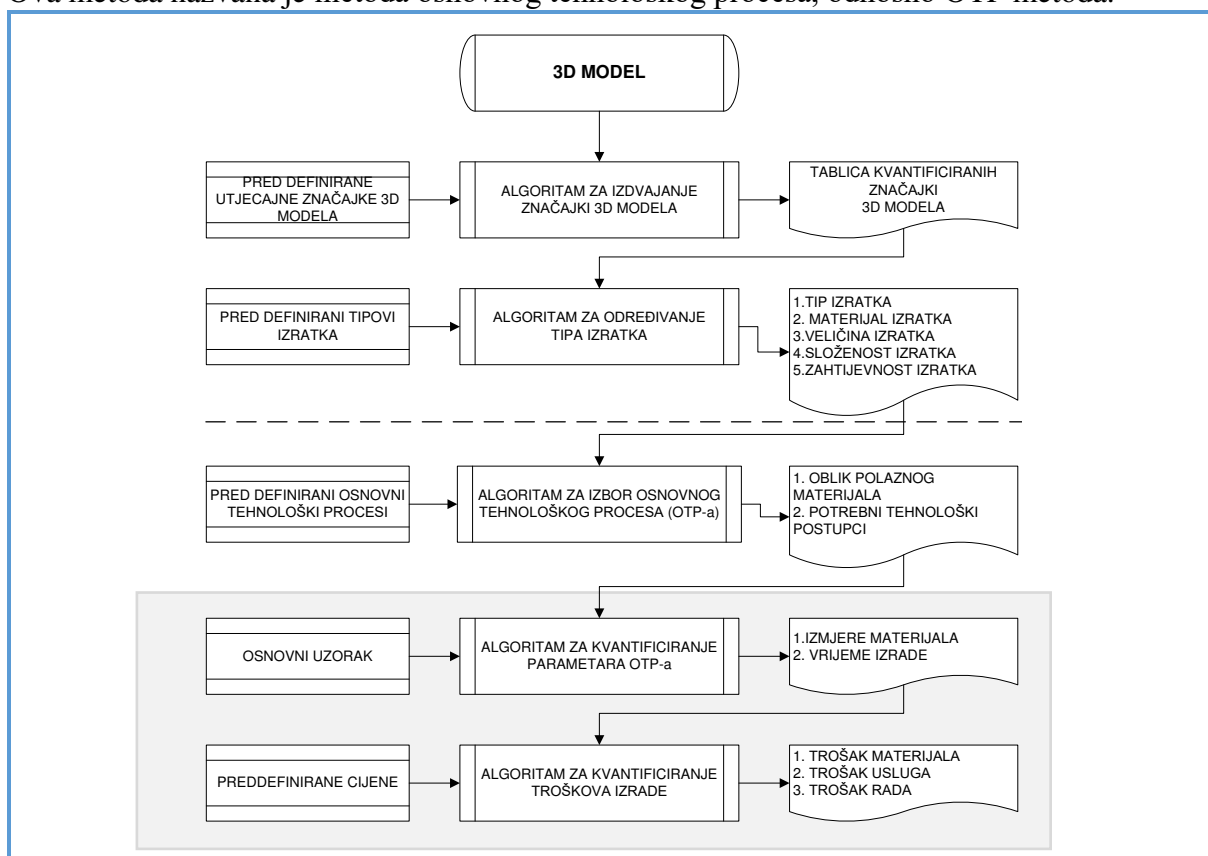 Ova metoda nazvana je metoda osnovnog tehnološkog procesa, odnosno OTP metoda.
3D MODEL
PRED DEFINIRANE
UTJECAJNE ZNAČAJKE 3D
MODELA
ALGORITAM ZA IZDVAJANJE
ZNAČAJKI 3D MODELA
TABLICA KVANTIFICIRANIH
ZNAČAJKI
3D MODELA
PRED DEFINIRANI TIPOVI
IZRATKA
ALGORITAM ZA ODREĐIVANJE
TIPA IZRATKA
1.TIP IZRATKA
2. MATERIJAL IZRATKA
3.VELIČINA IZRATKA
4.SLOŽENOST IZRATKA
5.ZAHTIJEVNOST IZRATKA
PRED DEFINIRANI OSNOVNI
TEHNOLOŠKI PROCESI
ALGORITAM ZA IZBOR OSNOVNOG
TEHNOLOŠKOG PROCESA (OTP-a)
1. OBLIK POLAZNOG
MATERIJALA
2. POTREBNI TEHNOLOŠKI
POSTUPCI
OSNOVNI UZORAK
ALGORITAM ZA KVANTIFICIRANJE
PARAMETARA OTP-a
1.IZMJERE MATERIJALA
2. VRIJEME IZRADE
PREDDEFINIRANE CIJENE
ALGORITAM ZA KVANTIFICIRANJE
TROŠKOVA IZRADE
1. TROŠAK MATERIJALA
2. TROŠAK USLUGA
3. TROŠAK RADA